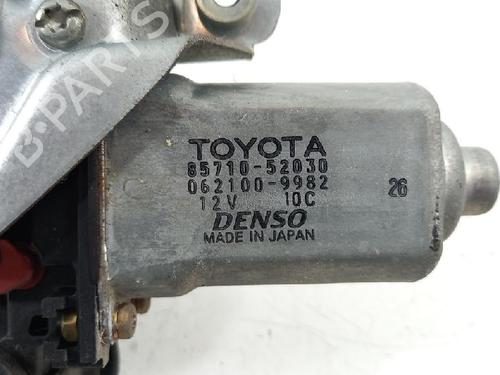 B-PARTS
TOYOTA
85710-52030
062100-9982
12V 10C 26
DENSO
MADE IN JAPAN